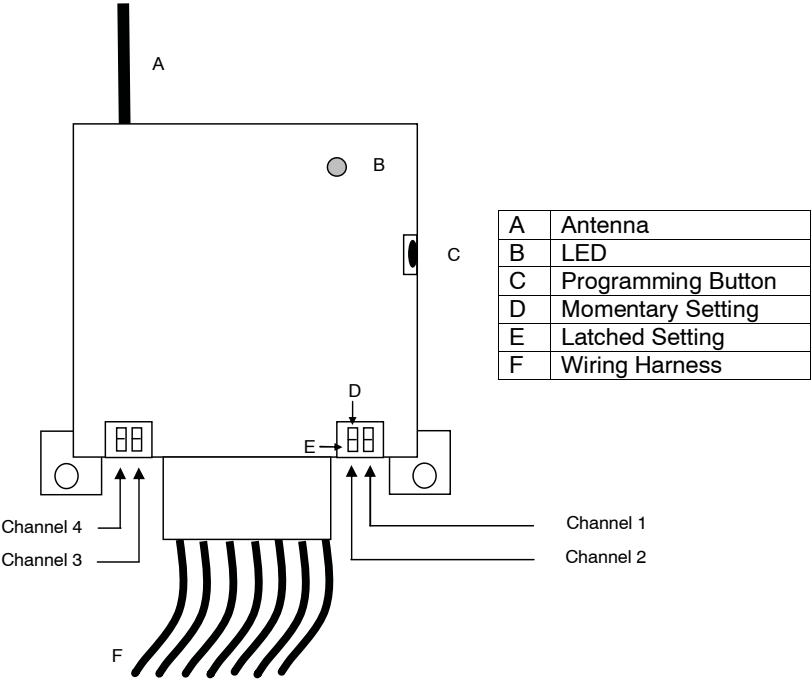 A
B
C
A Antenna
B LED
C Programming Button
D Momentary Setting
E Latched Setting
F Wiring Harness
D
E
Channel 4
Channel 3
Channel 1
Channel 2
F